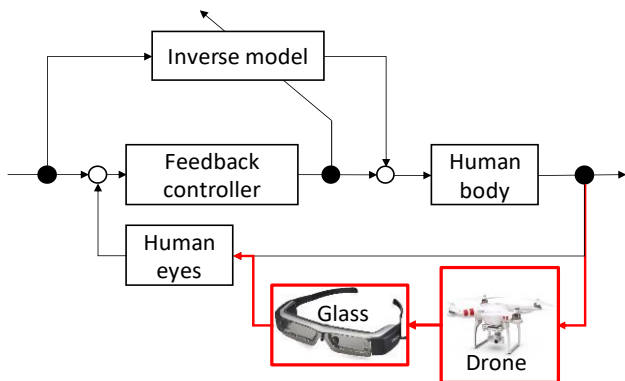 Inverse model
Feedback
controller
Human
body
Human
eyes
Glass
Drone